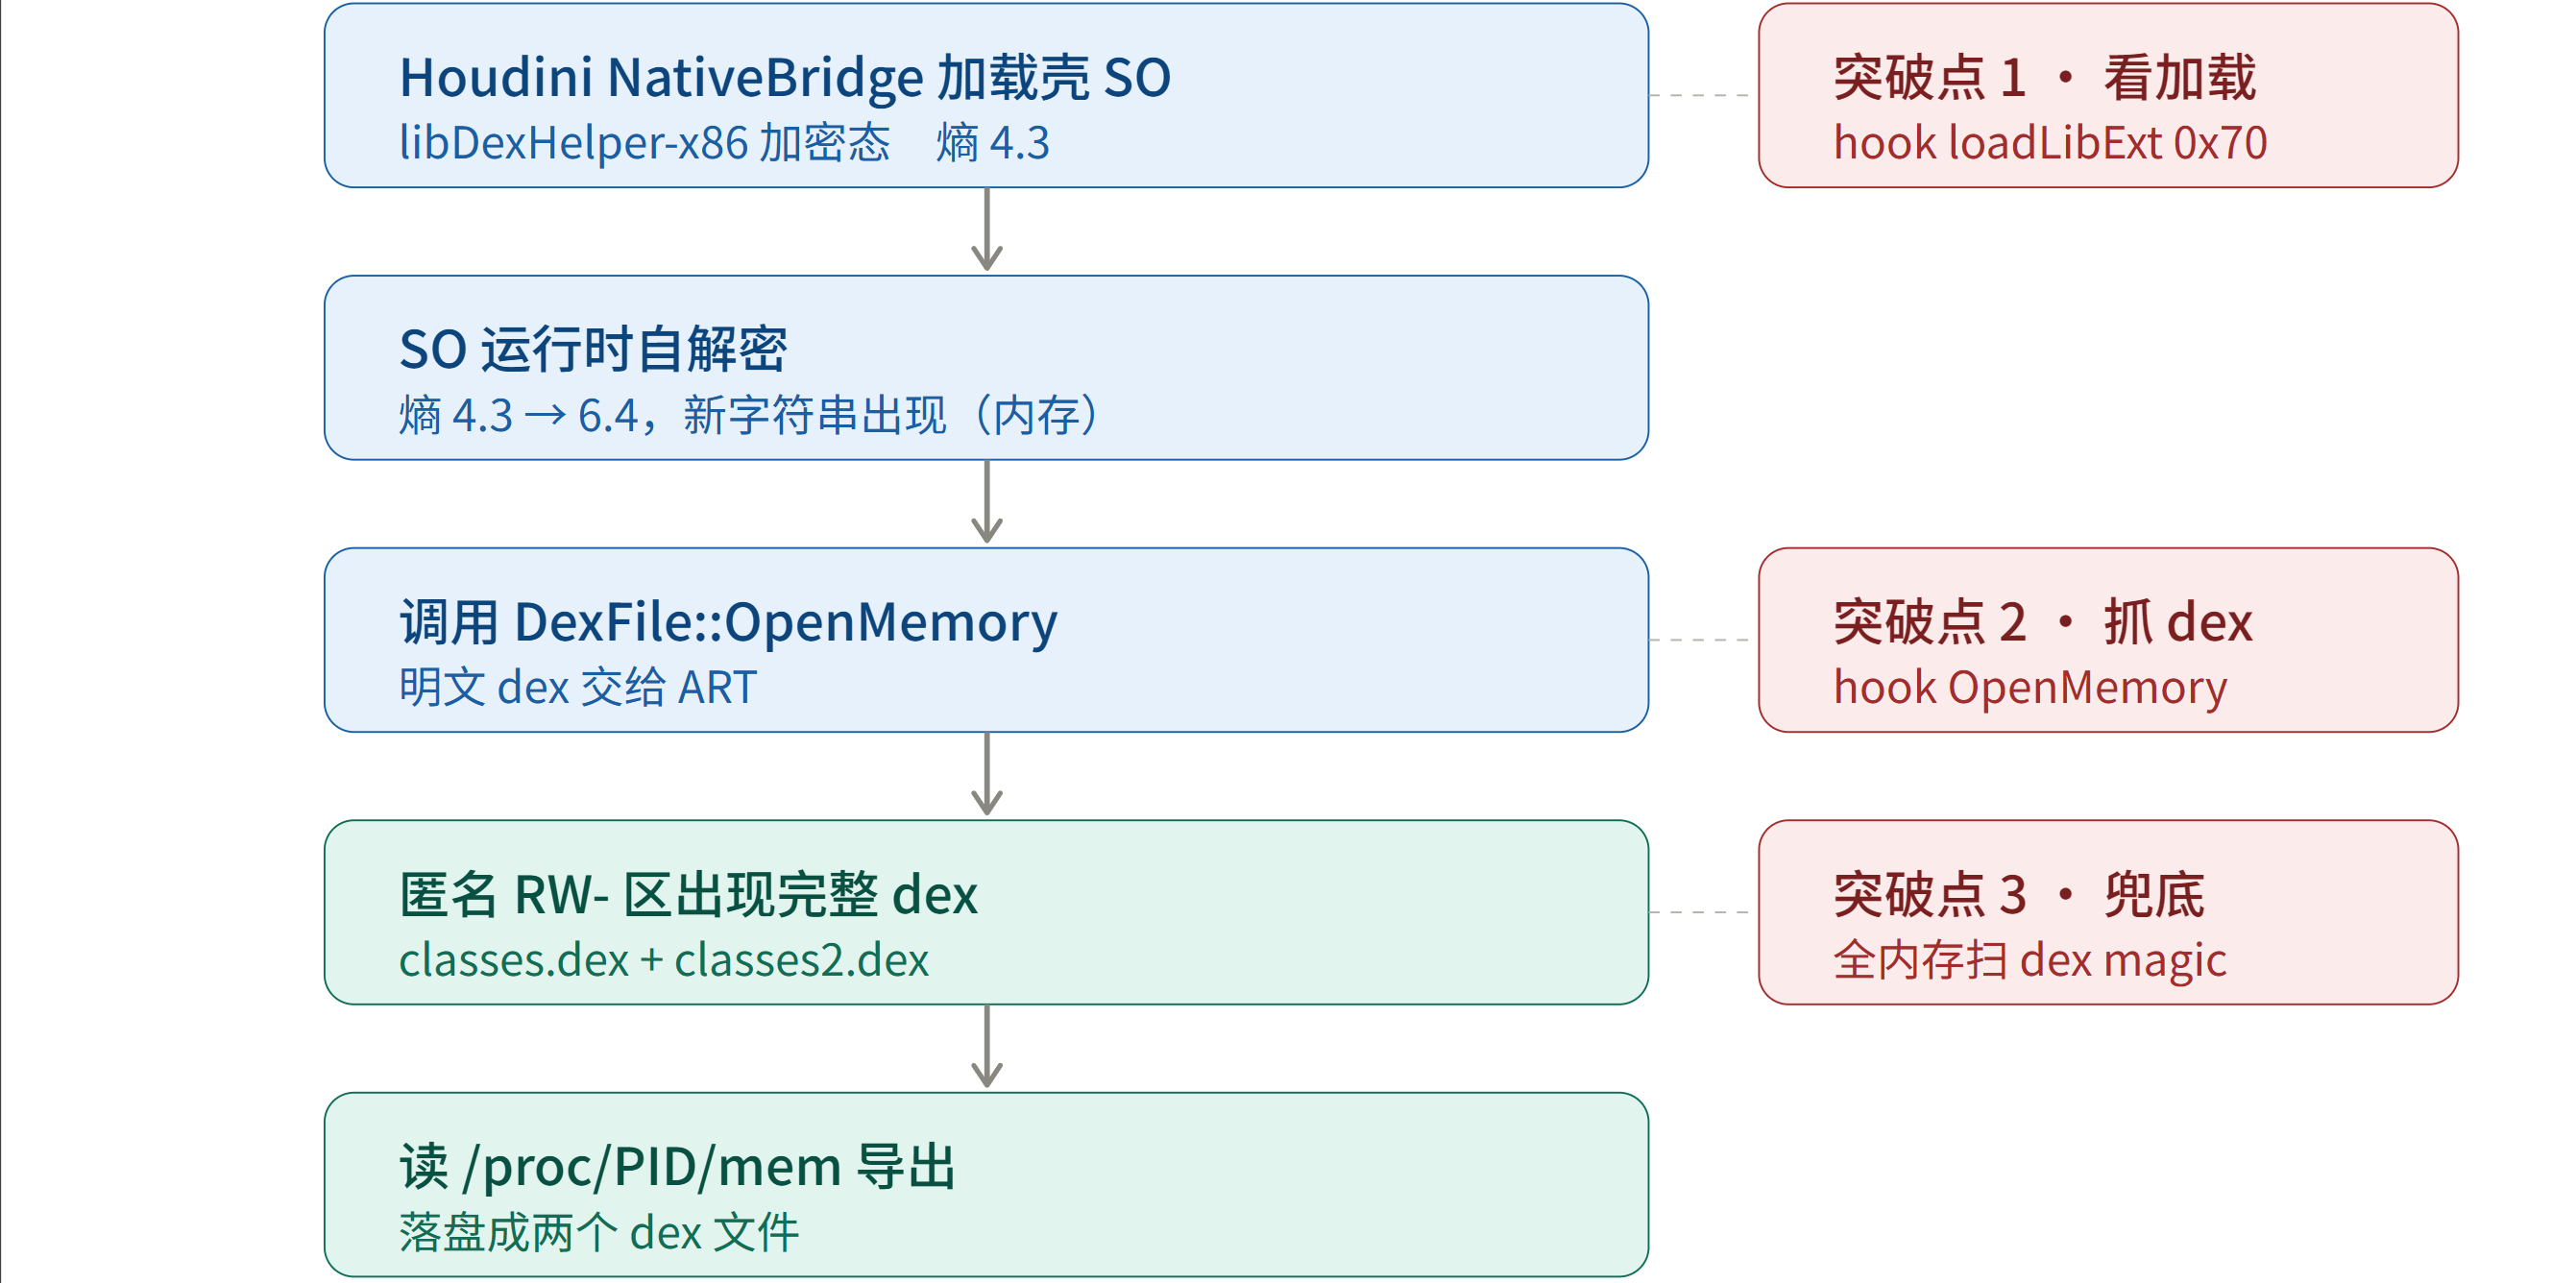 Houdini NativeBridge 加载壳 SO
libDexHelper-x86 加密态　熵 4.3
突破点 1 · 看加载
hook loadLibExt 0x70
SO 运行时自解密
熵 4.3 → 6.4，新字符串出现（内存）
调用 DexFile::OpenMemory
明文 dex 交给 ART
突破点 2 · 抓 dex
hook OpenMemory
匿名 RW- 区出现完整 dex
classes.dex + classes2.dex
突破点 3 · 兜底
全内存扫 dex magic
读 /proc/PID/mem 导出
落盘成两个 dex 文件